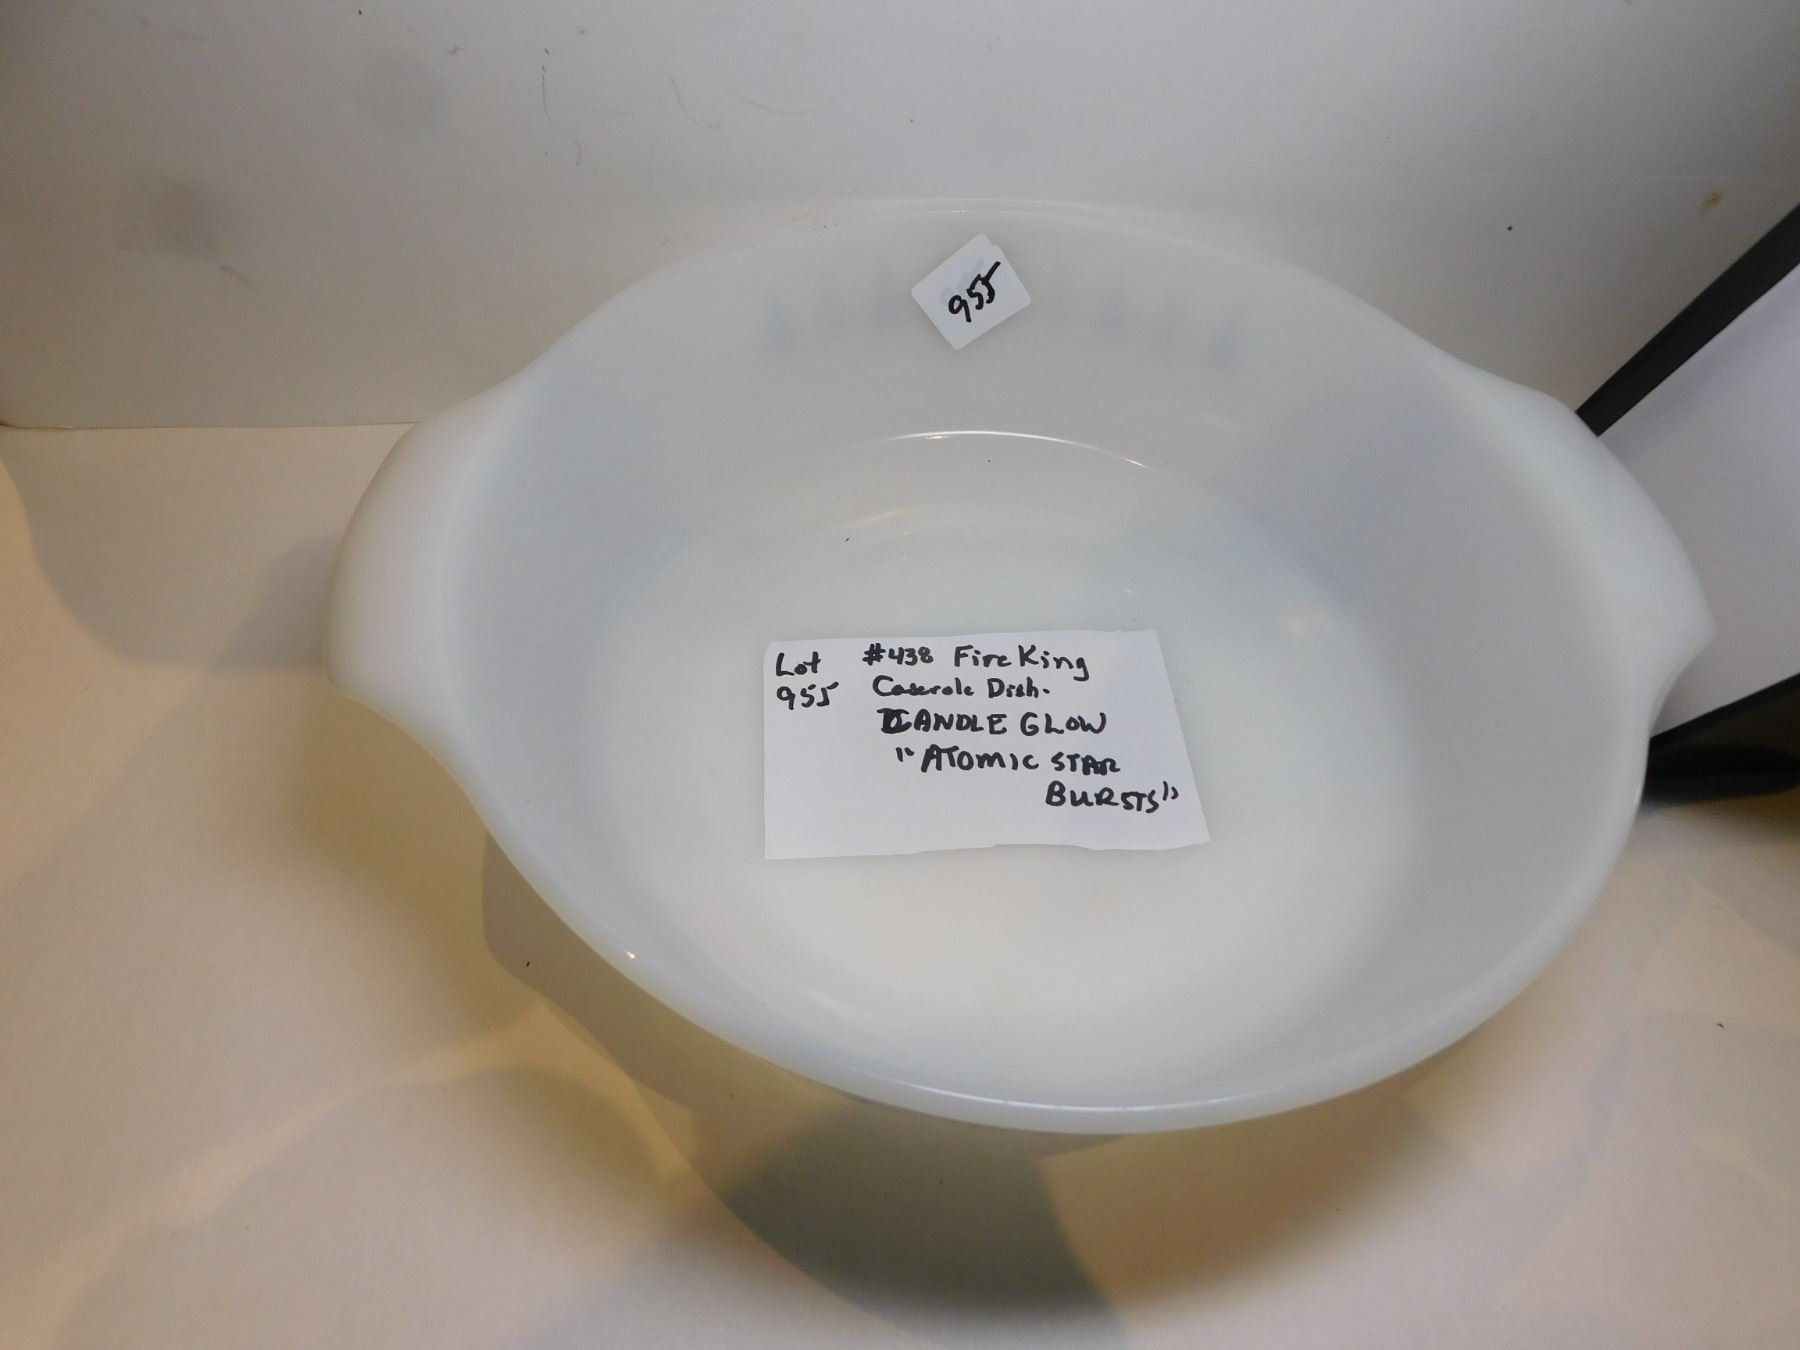 955
Lot #438 Fire King
955 Caserole Dish.
CANDLE GLOW
"ATOMIC STAR
BURSTS"